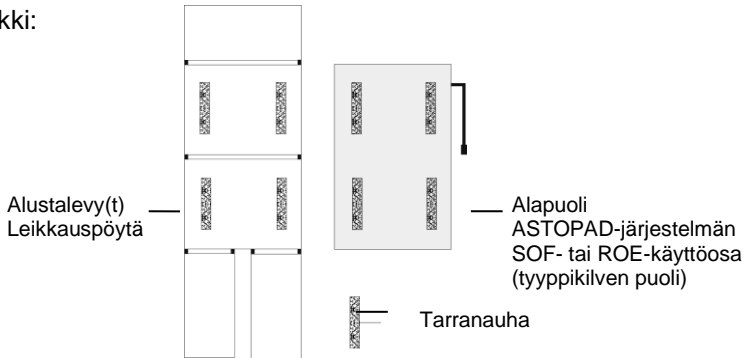 kki:
Alustalevy(t)
Leikkauspöytä
Alapuoli
ASTOPAD-järjestelmän
SOF- tai ROE-käyttöosa
(tyyppikilven puoli)
Tarranauha